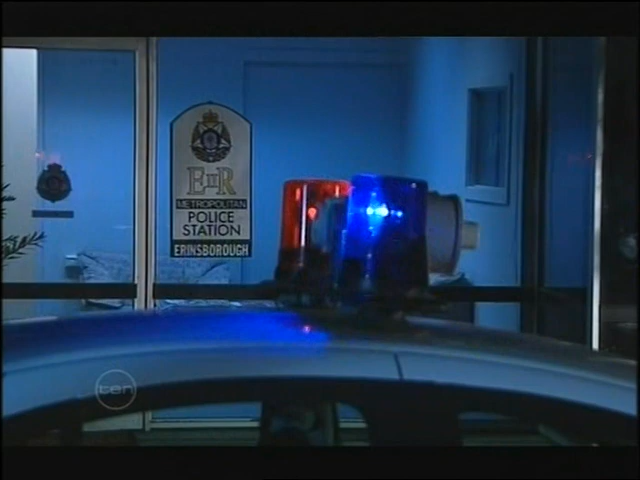 EIIR
METROPOLITAN
POLICE
STATION
ERINSBOROUGH
ten